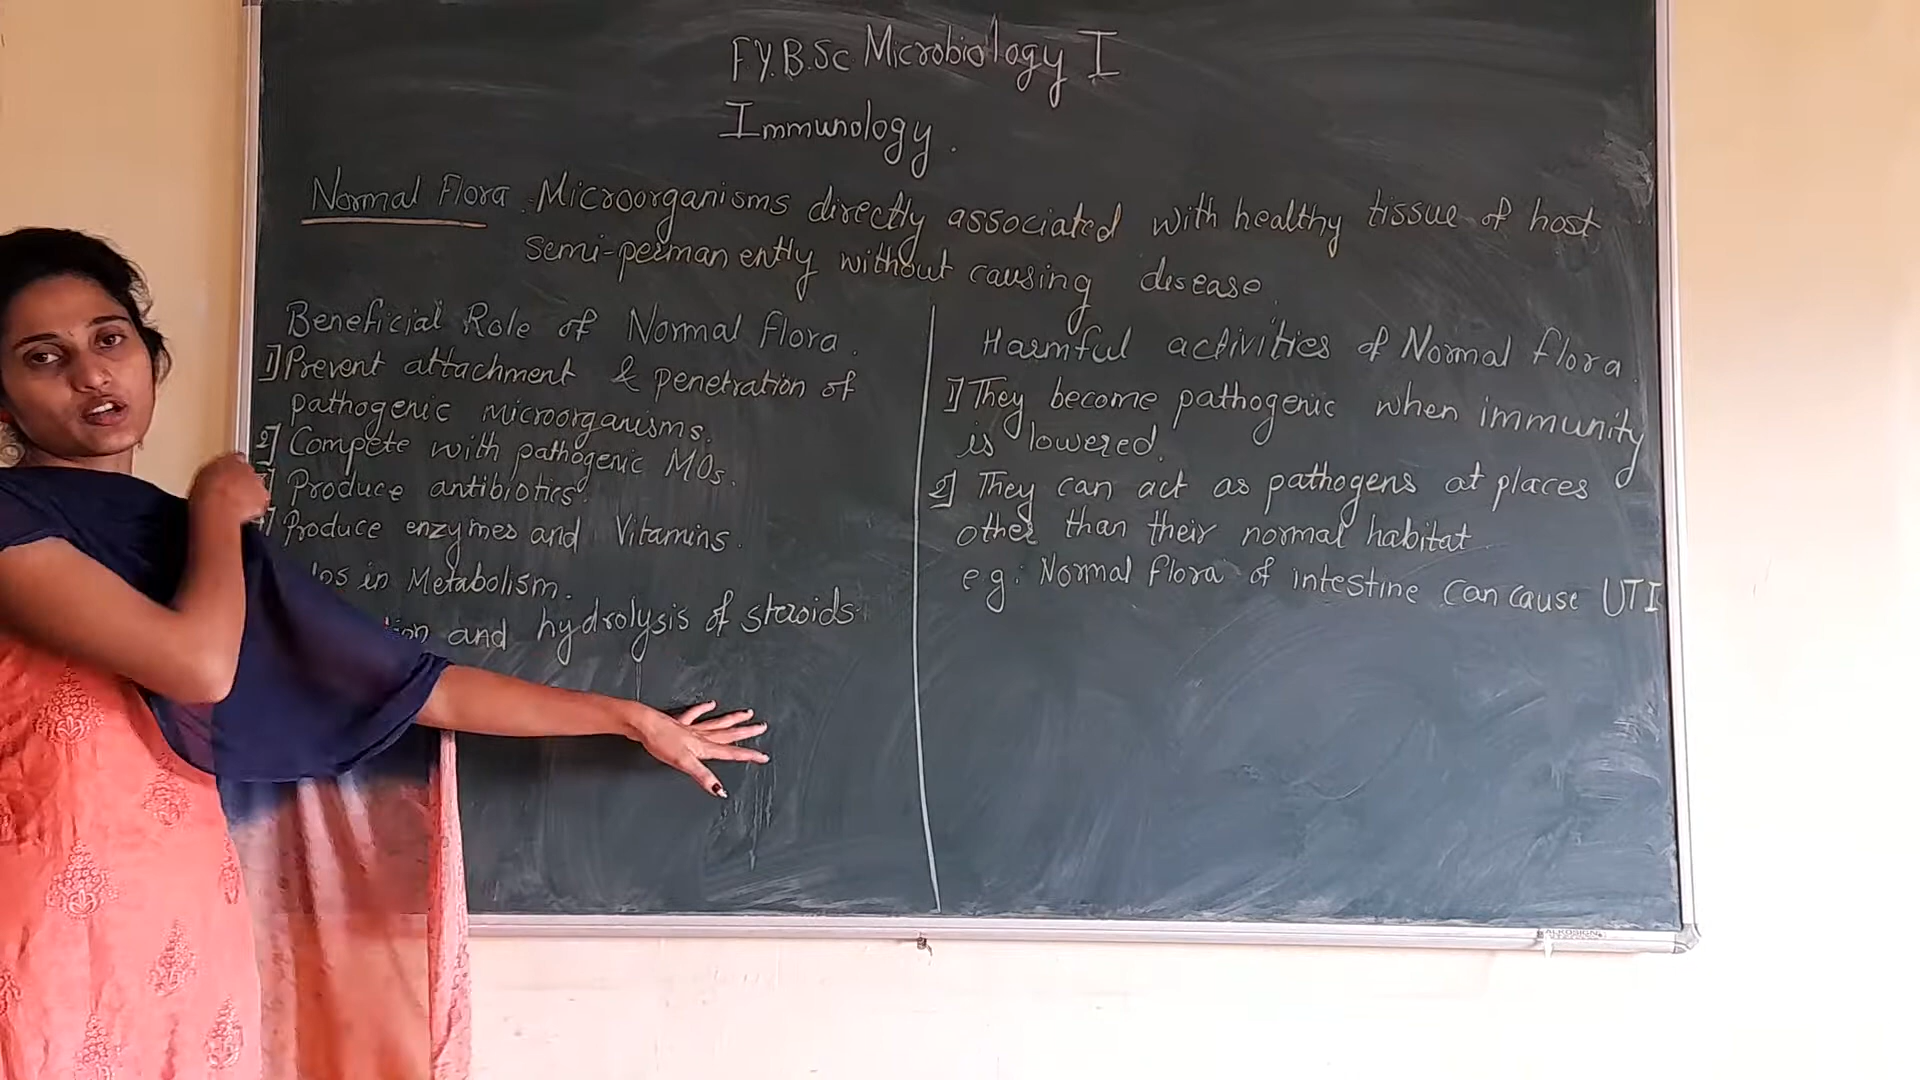 F.Y.B.Sc Microbiology I
Immunology.
Normal Flora: Microorganisms directly associated with healthy tissue of host
semi-permanently without causing disease.
Beneficial Role of Normal flora.
1] Prevent attachment & penetration of
pathogenic microorganisms.
2] Compete with pathogenic MOs.
Produce antibiotics.
Produce enzymes and Vitamins.
in Metabolism.
and hydrolysis of steroids
Harmful activities of Normal flora.
1] They become pathogenic when immunity
is lowered.
2] They can act as pathogens at places
other than their normal habitat
e.g: Normal flora of intestine can cause UTI
ALKOSIGN